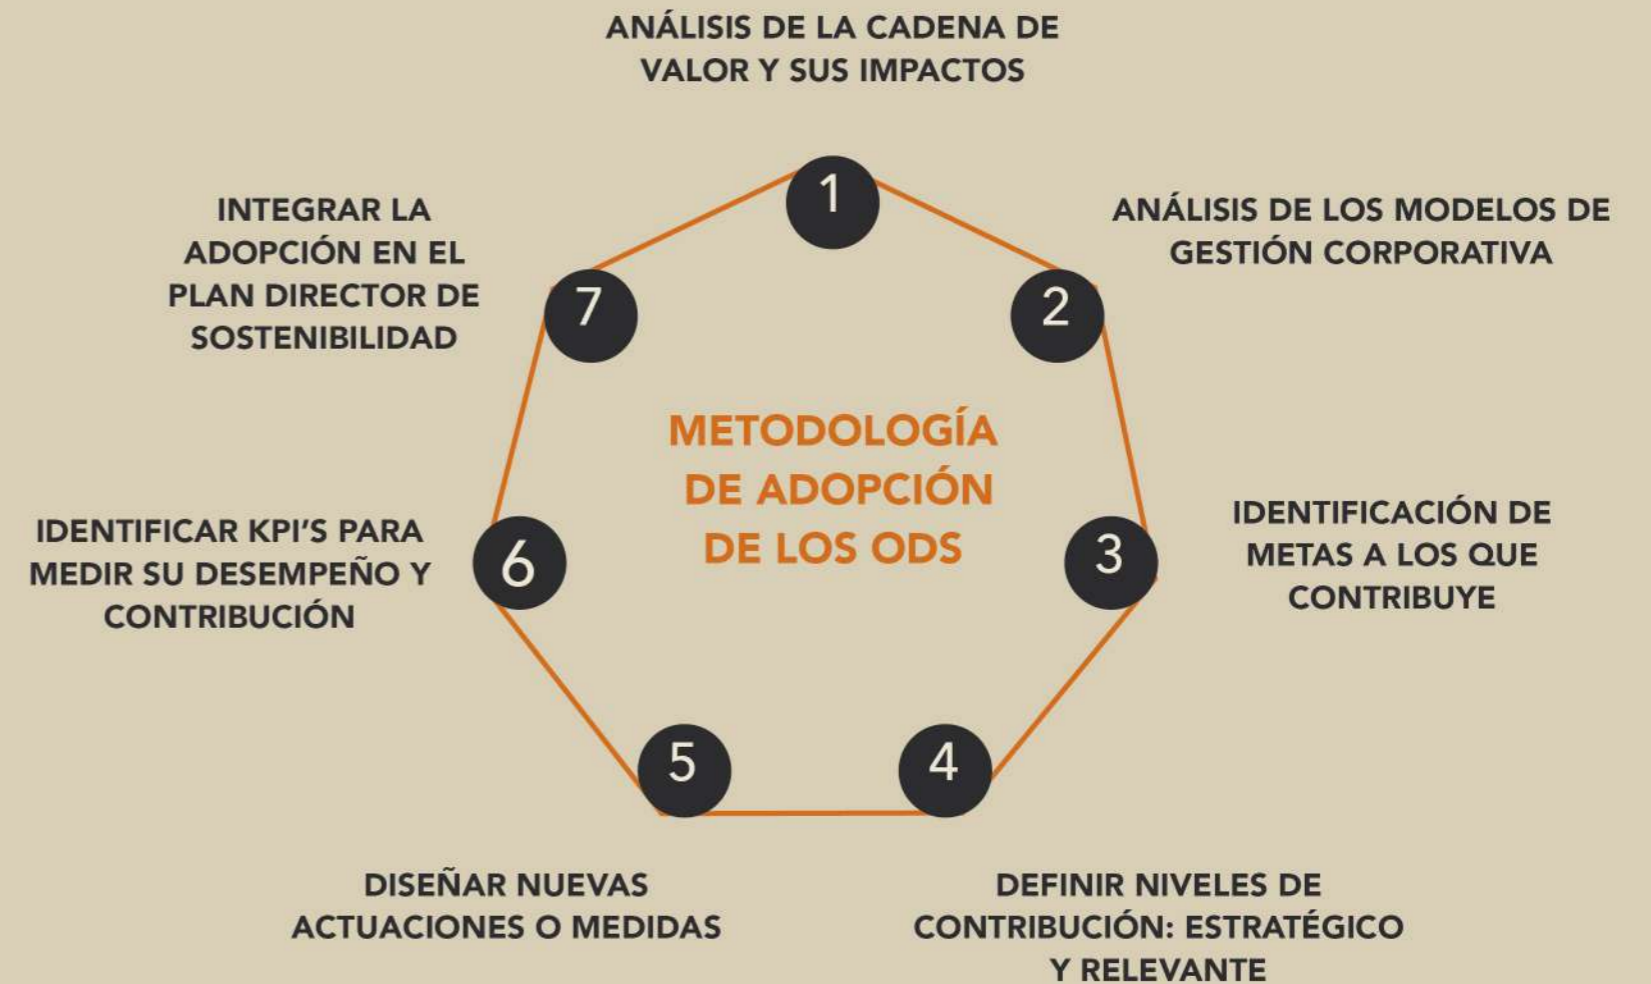 ANÁLISIS DE LA CADENA DE
VALOR Y SUS IMPACTOS
1
ANÁLISIS DE LOS MODELOS DE
GESTIÓN CORPORATIVA
2
IDENTIFICACIÓN DE
METAS A LOS QUE
CONTRIBUYE
3
DEFINIR NIVELES DE
CONTRIBUCIÓN: ESTRATÉGICO
Y RELEVANTE
4
DISEÑAR NUEVAS
ACTUACIONES O MEDIDAS
5
IDENTIFICAR KPI'S PARA
MEDIR SU DESEMPEÑO Y
CONTRIBUCIÓN
6
INTEGRAR LA
ADOPCIÓN EN EL
PLAN DIRECTOR DE
SOSTENIBILIDAD
7
METODOLOGÍA
DE ADOPCIÓN
DE LOS ODS